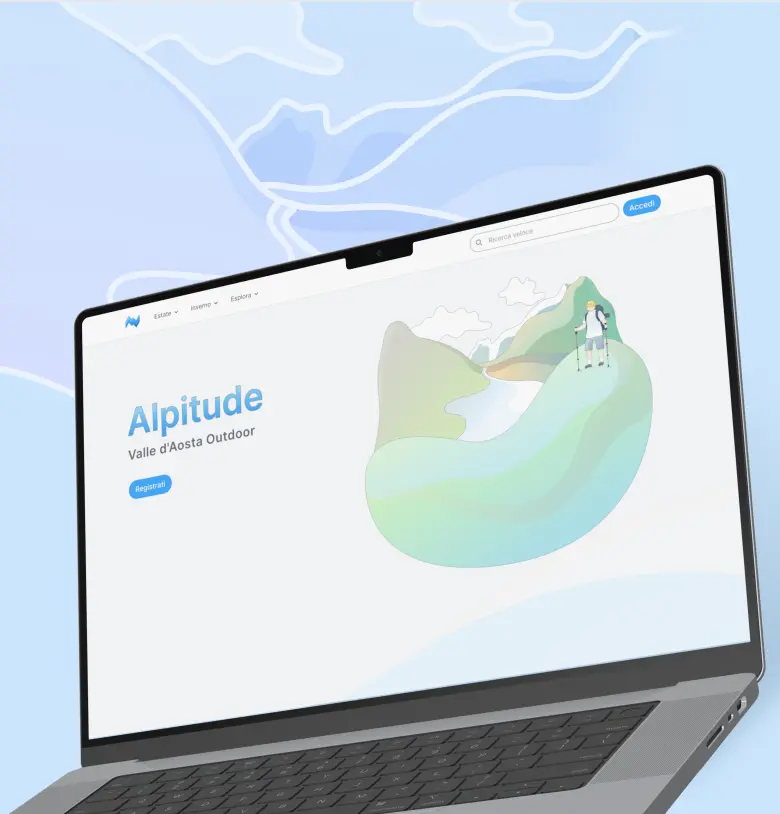 Estate
Inverno
Esplora
Ricerca veloce
Accedi
Alpitude
Valle d'Aosta Outdoor
Registrati